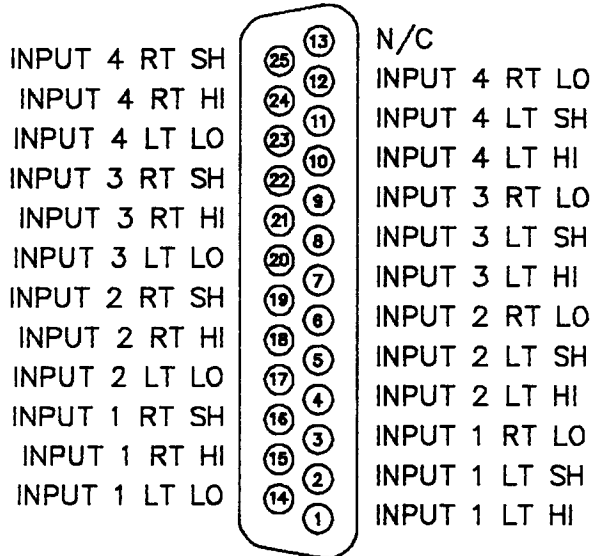 INPUT 4 RT SH
INPUT 4 RT HI
INPUT 4 LT LO
INPUT 3 RT SH
INPUT 3 RT HI
INPUT 3 LT LO
INPUT 2 RT SH
INPUT 2 RT HI
INPUT 2 LT LO
INPUT 1 RT SH
INPUT 1 RT HI
INPUT 1 LT LO
25
24
23
22
21
20
19
18
17
16
15
14
13
12
11
10
9
8
7
6
5
4
3
2
1
N/C
INPUT 4 RT LO
INPUT 4 LT SH
INPUT 4 LT HI
INPUT 3 RT LO
INPUT 3 LT SH
INPUT 3 LT HI
INPUT 2 RT LO
INPUT 2 LT SH
INPUT 2 LT HI
INPUT 1 RT LO
INPUT 1 LT SH
INPUT 1 LT HI